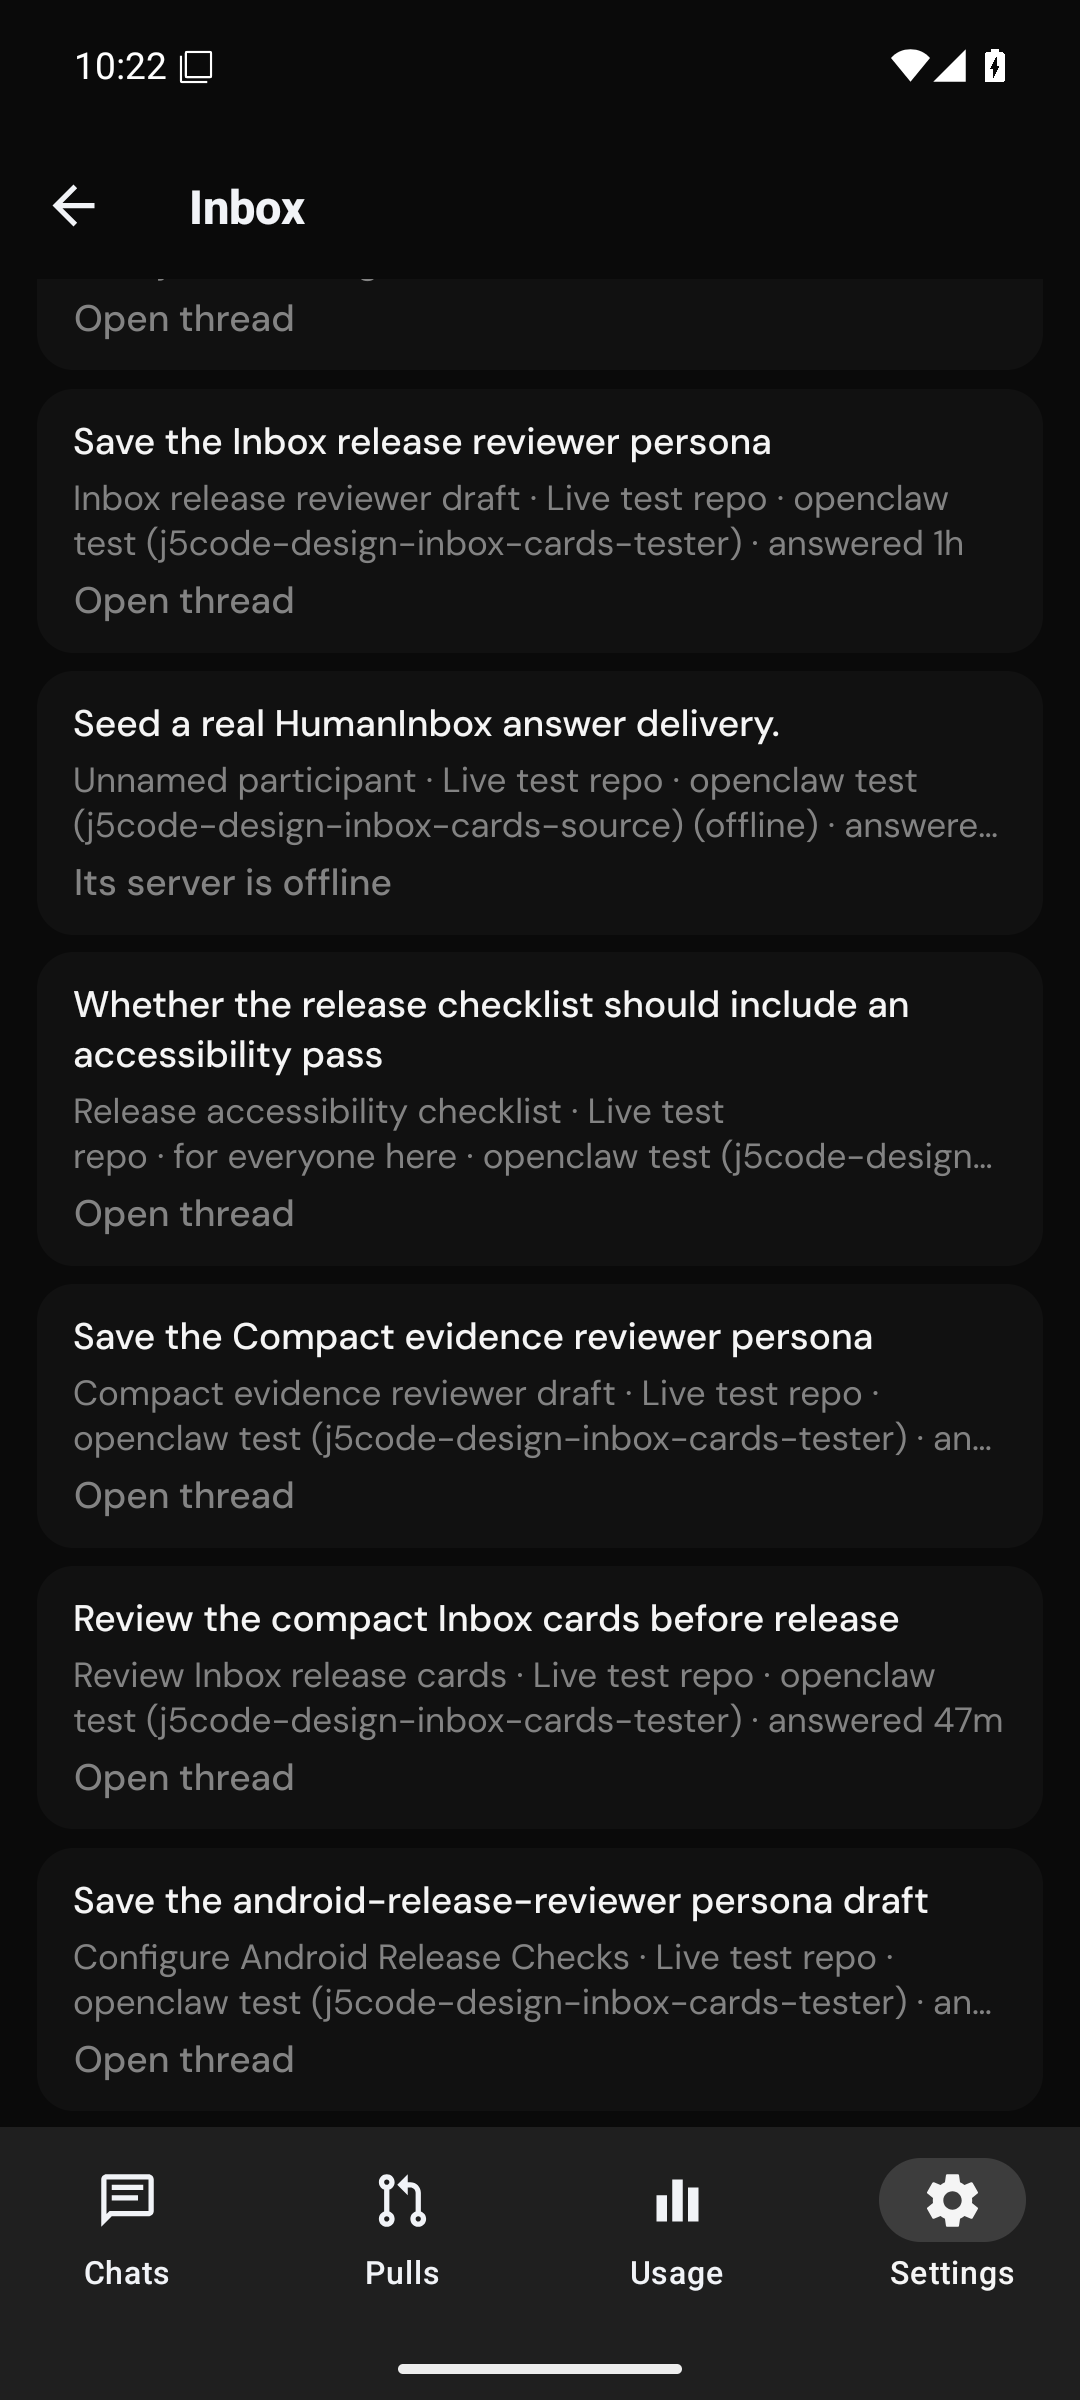 10:22
Inbox
Open thread
Save the Inbox release reviewer persona
Inbox release reviewer draft · Live test repo · openclaw
test (j5code-design-inbox-cards-tester) · answered 1h
Open thread
Seed a real HumanInbox answer delivery.
Unnamed participant · Live test repo · openclaw test
(j5code-design-inbox-cards-source) (offline) · answere...
Its server is offline
Whether the release checklist should include an
accessibility pass
Release accessibility checklist · Live test
repo · for everyone here · openclaw test (j5code-design...
Open thread
Save the Compact evidence reviewer persona
Compact evidence reviewer draft · Live test repo ·
openclaw test (j5code-design-inbox-cards-tester) · an...
Open thread
Review the compact Inbox cards before release
Review Inbox release cards · Live test repo · openclaw
test (j5code-design-inbox-cards-tester) · answered 47m
Open thread
Save the android-release-reviewer persona draft
Configure Android Release Checks · Live test repo ·
openclaw test (j5code-design-inbox-cards-tester) · an...
Open thread
Chats
Pulls
Usage
Settings